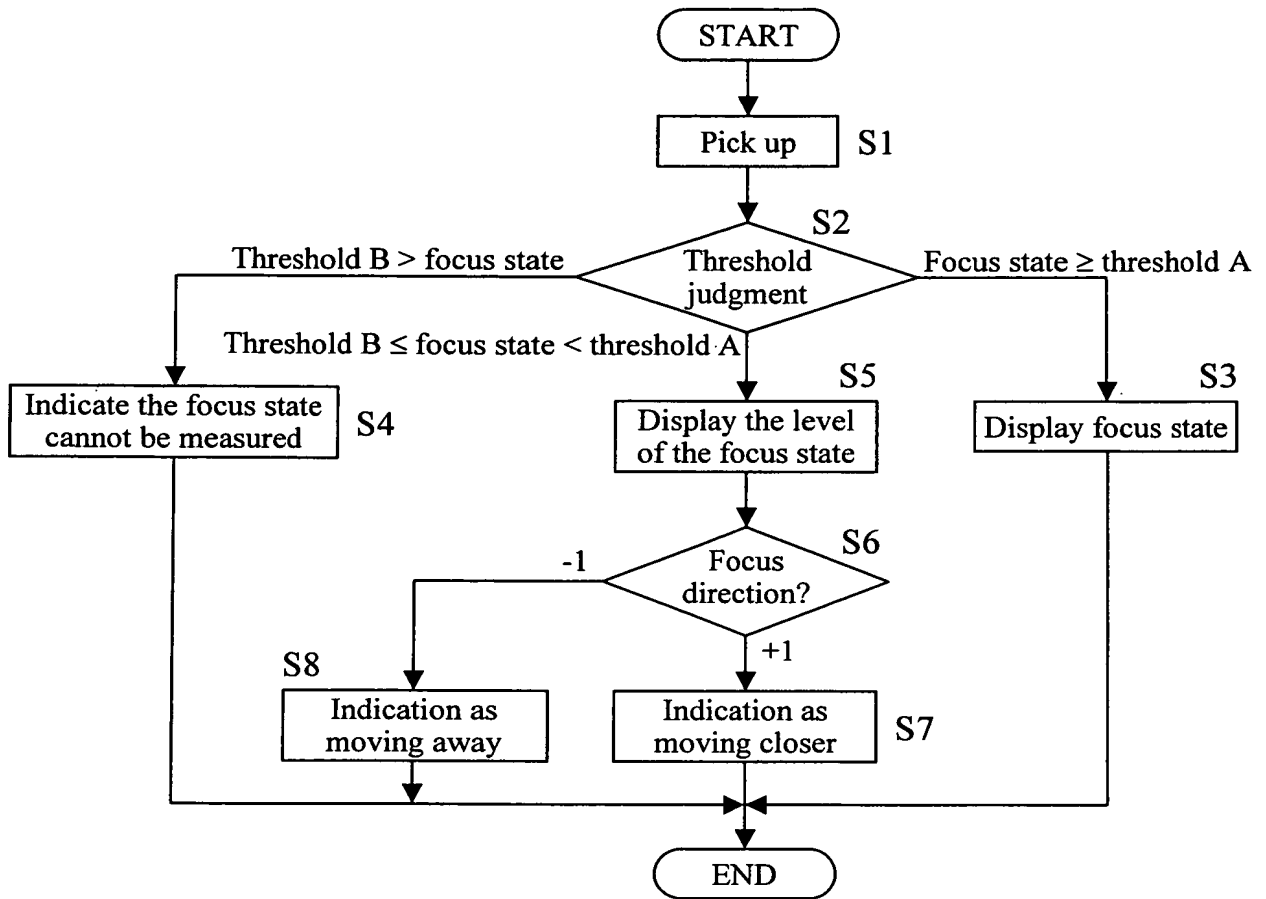 START
Pick up
S1
S2
Threshold B > focus state
Threshold
judgment
Focus state ≥ threshold A
Threshold B ≤ focus state < threshold A
S5
S3
Indicate the focus state
cannot be measured
S4
Display the level
of the focus state
Display focus state
S6
-1
Focus
direction?
+1
S8
Indication as
moving away
Indication as
moving closer
S7
END